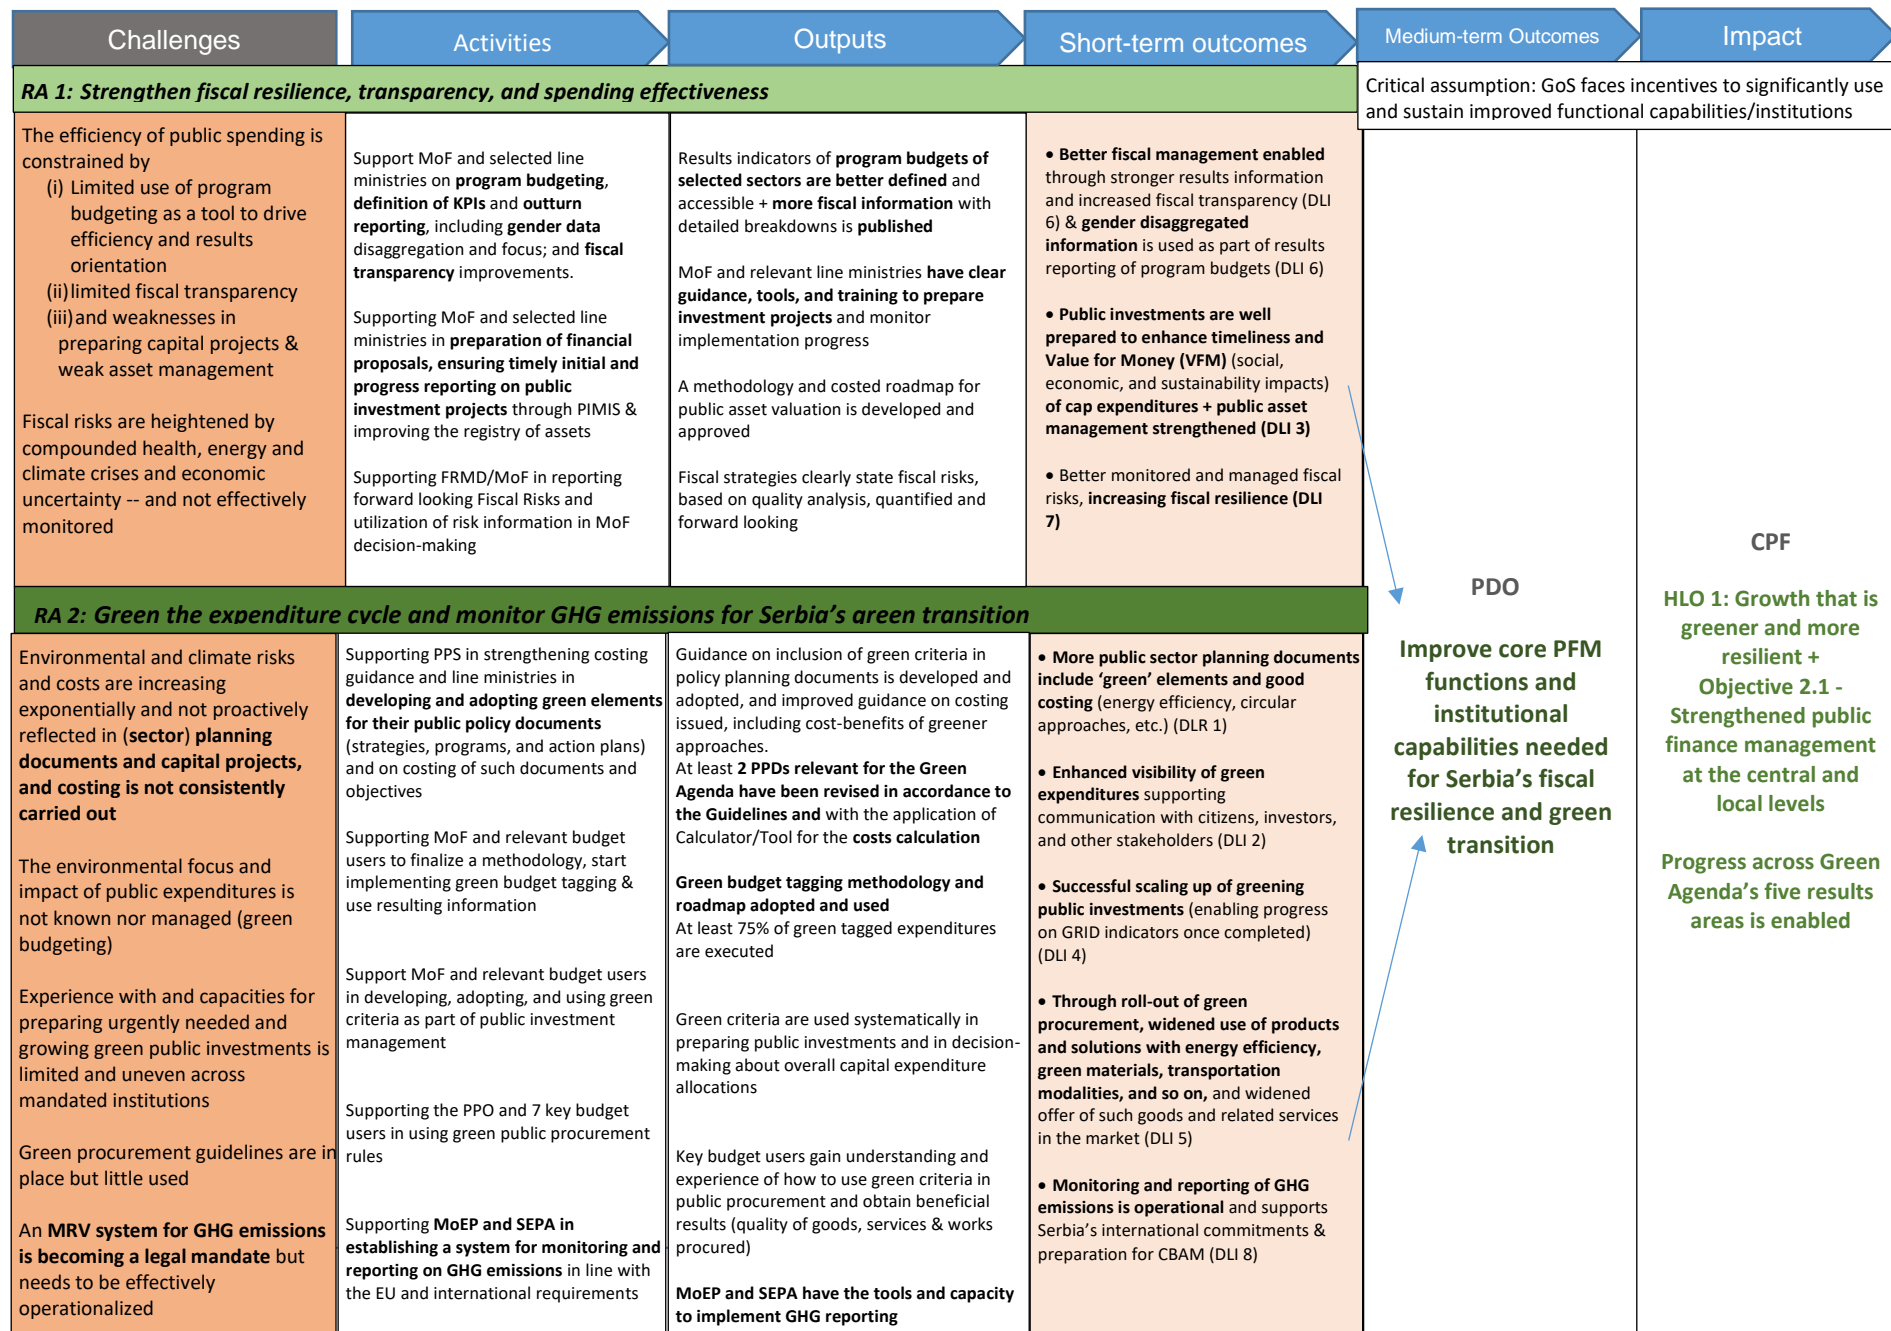 Challenges
Activities
Outputs
Short-term outcomes
Medium-term Outcomes
Impact
RA 1: Strengthen fiscal resilience, transparency, and spending effectiveness
Critical assumption: GoS faces incentives to significantly use
and sustain improved functional capabilities/institutions
The efficiency of public spending is
constrained by
(i) Limited use of program
budgeting as a tool to drive
efficiency and results
orientation
(ii) limited fiscal transparency
(iii) and weaknesses in
preparing capital projects &
weak asset management
Fiscal risks are heightened by
compounded health, energy and
climate crises and economic
uncertainty -- and not effectively
monitored
Support MoF and selected line
ministries on program budgeting,
definition of KPIs and outturn
reporting, including gender data
disaggregation and focus; and fiscal
transparency improvements.
Supporting MoF and selected line
ministries in preparation of financial
proposals, ensuring timely initial and
progress reporting on public
investment projects through PIMIS &
improving the registry of assets
Supporting FRMD/MoF in reporting
forward looking Fiscal Risks and
utilization of risk information in MoF
decision-making
Results indicators of program budgets of
selected sectors are better defined and
accessible + more fiscal information with
detailed breakdowns is published
MoF and relevant line ministries have clear
guidance, tools, and training to prepare
investment projects and monitor
implementation progress
A methodology and costed roadmap for
public asset valuation is developed and
approved
Fiscal strategies clearly state fiscal risks,
based on quality analysis, quantified and
forward looking
• Better fiscal management enabled
through stronger results information
and increased fiscal transparency (DLI
6) & gender disaggregated
information is used as part of results
reporting of program budgets (DLI 6)
• Public investments are well
prepared to enhance timeliness and
Value for Money (VFM) (social,
economic, and sustainability impacts)
of cap expenditures + public asset
management strengthened (DLI 3)
• Better monitored and managed fiscal
risks, increasing fiscal resilience (DLI
7)
RA 2: Green the expenditure cycle and monitor GHG emissions for Serbia's green transition
Environmental and climate risks
and costs are increasing
exponentially and not proactively
reflected in (sector) planning
documents and capital projects,
and costing is not consistently
carried out
The environmental focus and
impact of public expenditures is
not known nor managed (green
budgeting)
Experience with and capacities for
preparing urgently needed and
growing green public investments is
limited and uneven across
mandated institutions
Green procurement guidelines are in
place but little used
An MRV system for GHG emissions
is becoming a legal mandate but
needs to be effectively
operationalized
Supporting PPS in strengthening costing
guidance and line ministries in
developing and adopting green elements
for their public policy documents
(strategies, programs, and action plans)
and on costing of such documents and
objectives
Supporting MoF and relevant budget
users to finalize a methodology, start
implementing green budget tagging &
use resulting information
Support MoF and relevant budget users
in developing, adopting, and using green
criteria as part of public investment
management
Supporting the PPO and 7 key budget
users in using green public procurement
rules
Supporting MoEP and SEPA in
establishing a system for monitoring and
reporting on GHG emissions in line with
the EU and international requirements
Guidance on inclusion of green criteria in
policy planning documents is developed and
adopted, and improved guidance on costing
issued, including cost-benefits of greener
approaches.
At least 2 PPDs relevant for the Green
Agenda have been revised in accordance to
the Guidelines and with the application of
Calculator/Tool for the costs calculation
Green budget tagging methodology and
roadmap adopted and used
At least 75% of green tagged expenditures
are executed
Green criteria are used systematically in
preparing public investments and in decision-
making about overall capital expenditure
allocations
Key budget users gain understanding and
experience of how to use green criteria in
public procurement and obtain beneficial
results (quality of goods, services & works
procured)
MoEP and SEPA have the tools and capacity
to implement GHG reporting
• More public sector planning documents
include 'green' elements and good
costing (energy efficiency, circular
approaches, etc.) (DLR 1)
• Enhanced visibility of green
expenditures supporting
communication with citizens, investors,
and other stakeholders (DLI 2)
• Successful scaling up of greening
public investments (enabling progress
on GRID indicators once completed)
(DLI 4)
• Through roll-out of green
procurement, widened use of products
and solutions with energy efficiency,
green materials, transportation
modalities, and so on, and widened
offer of such goods and related services
in the market (DLI 5)
• Monitoring and reporting of GHG
emissions is operational and supports
Serbia's international commitments &
preparation for CBAM (DLI 8)
PDO
Improve core PFM
functions and
institutional
capabilities needed
for Serbia's fiscal
resilience and green
transition
CPF
HLO 1: Growth that is
greener and more
resilient +
Objective 2.1 -
Strengthened public
finance management
at the central and
local levels
Progress across Green
Agenda's five results
areas is enabled